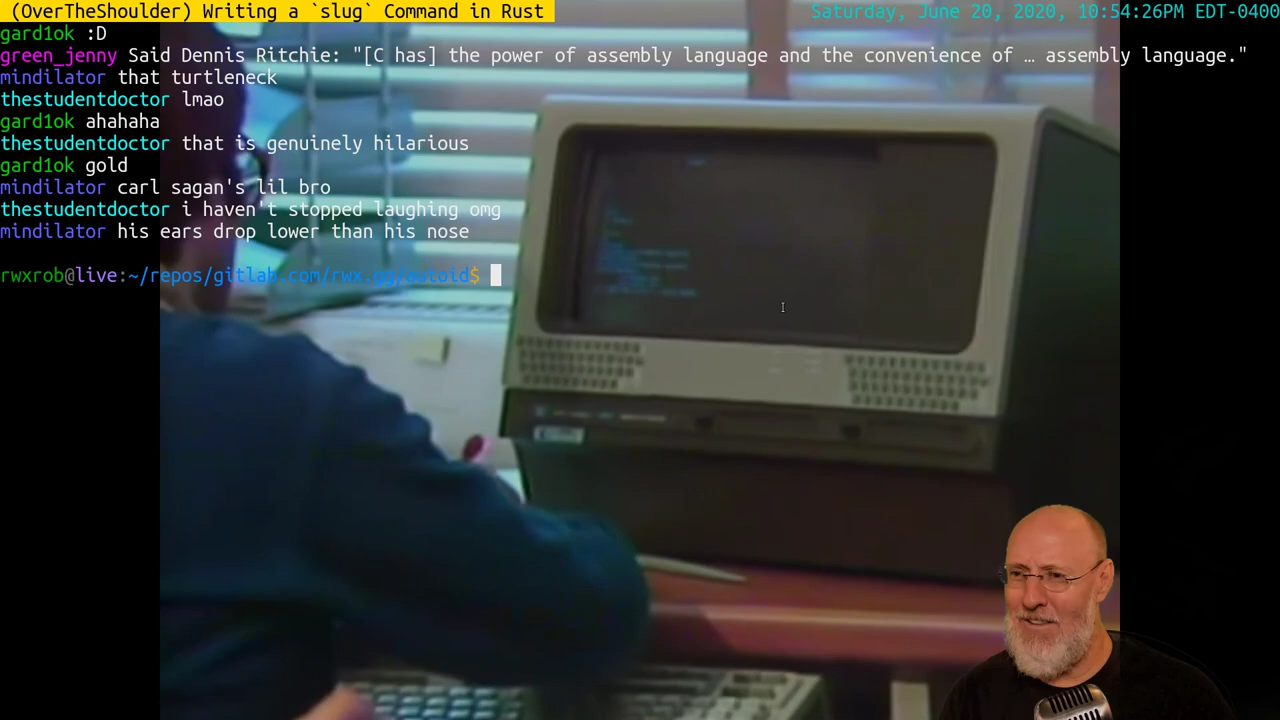 (OverTheShoulder) Writing a `slug` Command in Rust
Saturday, June 20, 2020, 10:54:26PM EDT-0400
gard1ok :D
green_jenny Said Dennis Ritchie: "[C has] the power of assembly language and the convenience of … assembly language."
mindilator that turtleneck
thestudentdoctor lmao
gard1ok ahahaha
thestudentdoctor that is genuinely hilarious
gard1ok gold
mindilator carl sagan's lil bro
thestudentdoctor i haven't stopped laughing omg
mindilator his ears drop lower than his nose
rwxrob@live:~/repos/gitlab.com/rwx.gg/autoid$